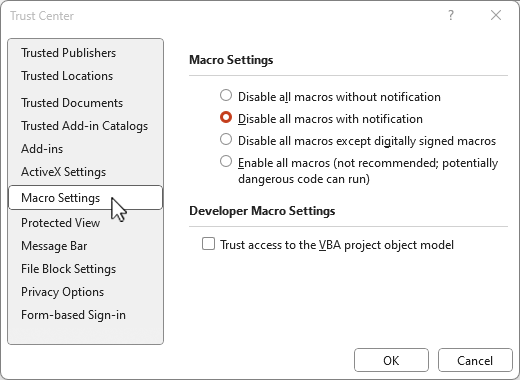 Trust Center
?
Trusted Publishers
Trusted Locations
Trusted Documents
Trusted Add-in Catalogs
Add-ins
ActiveX Settings
Macro Settings
Protected View
Message Bar
File Block Settings
Privacy Options
Form-based Sign-in
Macro Settings
Disable all macros without notification
Disable all macros with notification
Disable all macros except digitally signed macros
Enable all macros (not recommended; potentially
dangerous code can run)
Developer Macro Settings
Trust access to the VBA project object model
OK
Cancel